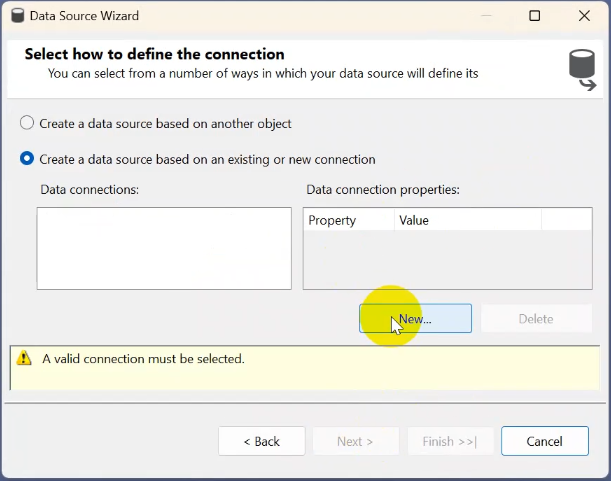 Data Source Wizard
Select how to define the connection
You can select from a number of ways in which your data source will define its
Create a data source based on another object
Create a data source based on an existing or new connection
Data connections:
Data connection properties:
Property Value
New...
Delete
A valid connection must be selected.
< Back
Next >
Finish >>|
Cancel